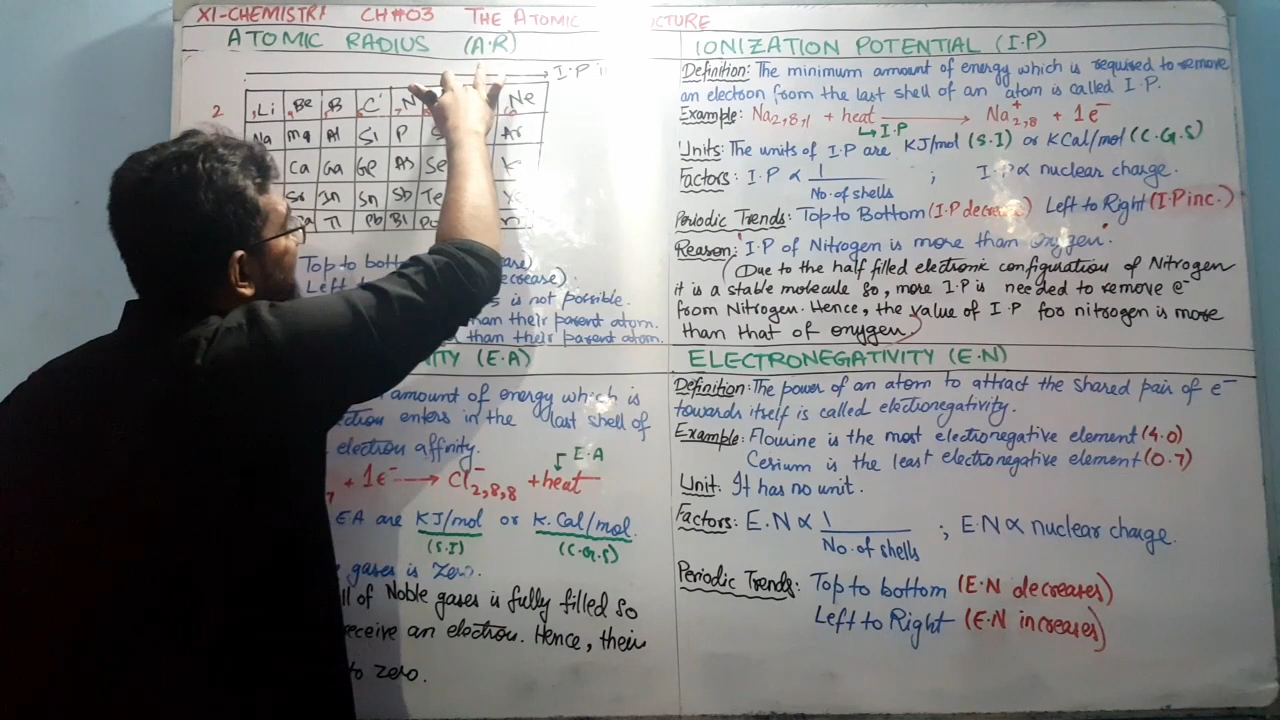 XI-CHEMISTRY CH#03 THE ATOMIC
ATOMIC RADIUS (A.R)
I.P
2
Li Be B C N Ne
Na Mg Al Si P Ar
Ca Ga Ge As Se K
Sr In Sn Sb Te
Tl Pb Bi
Top to
Left
is not possible.
than their parent atom.
than their parent atom.
(E.A)
amount of energy which is
enters in the last shell of
electron affinity.
E.A
+ 1e⁻ → Cl⁻2,8,8 + heat
E.A are KJ/mol or K.Cal/mol.
(S.I) (C.G.S)
gases is Zero.
of Noble gases is fully filled so
receive an electron. Hence, their
to zero.
IONIZATION POTENTIAL (I.P)
Definition: The minimum amount of energy which is required to remove
an electron from the last shell of an atom is called I.P.
Example: Na2,8,1 + heat → Na⁺2,8 + 1e⁻
↳ I.P
Units: The units of I.P are KJ/mol (S.I) or KCal/mol (C.G.S)
Factors: I.P ∝ 1/No. of shells ; I.P ∝ nuclear charge.
Periodic Trends: Top to Bottom (I.P decrease) Left to Right (I.P inc.)
Reason: I.P of Nitrogen is more than oxygen.
(Due to the half filled electronic configuration of Nitrogen
it is a stable molecule so, more I.P is needed to remove e⁻
from Nitrogen. Hence, the value of I.P for nitrogen is more
than that of oxygen)
ELECTRONEGATIVITY (E.N)
Definition: The power of an atom to attract the shared pair of e⁻
towards itself is called electronegativity.
Example: Flourine is the most electronegative element (4.0)
Cesium is the least electronegative element (0.7)
Unit: It has no unit.
Factors: E.N ∝ 1/No. of shells ; E.N ∝ nuclear charge.
Periodic Trends: Top to bottom (E.N decreases)
Left to Right (E.N increases)